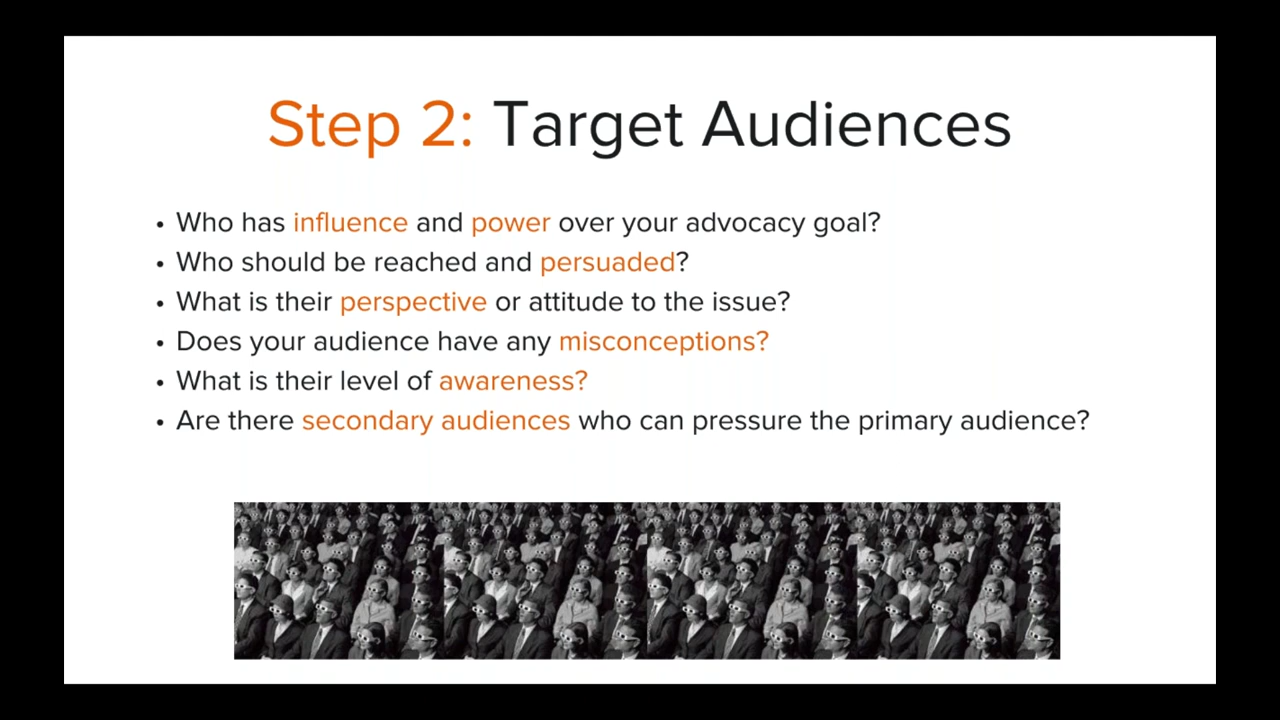 Step 2: Target Audiences
• Who has influence and power over your advocacy goal?
• Who should be reached and persuaded?
• What is their perspective or attitude to the issue?
• Does your audience have any misconceptions?
• What is their level of awareness?
• Are there secondary audiences who can pressure the primary audience?